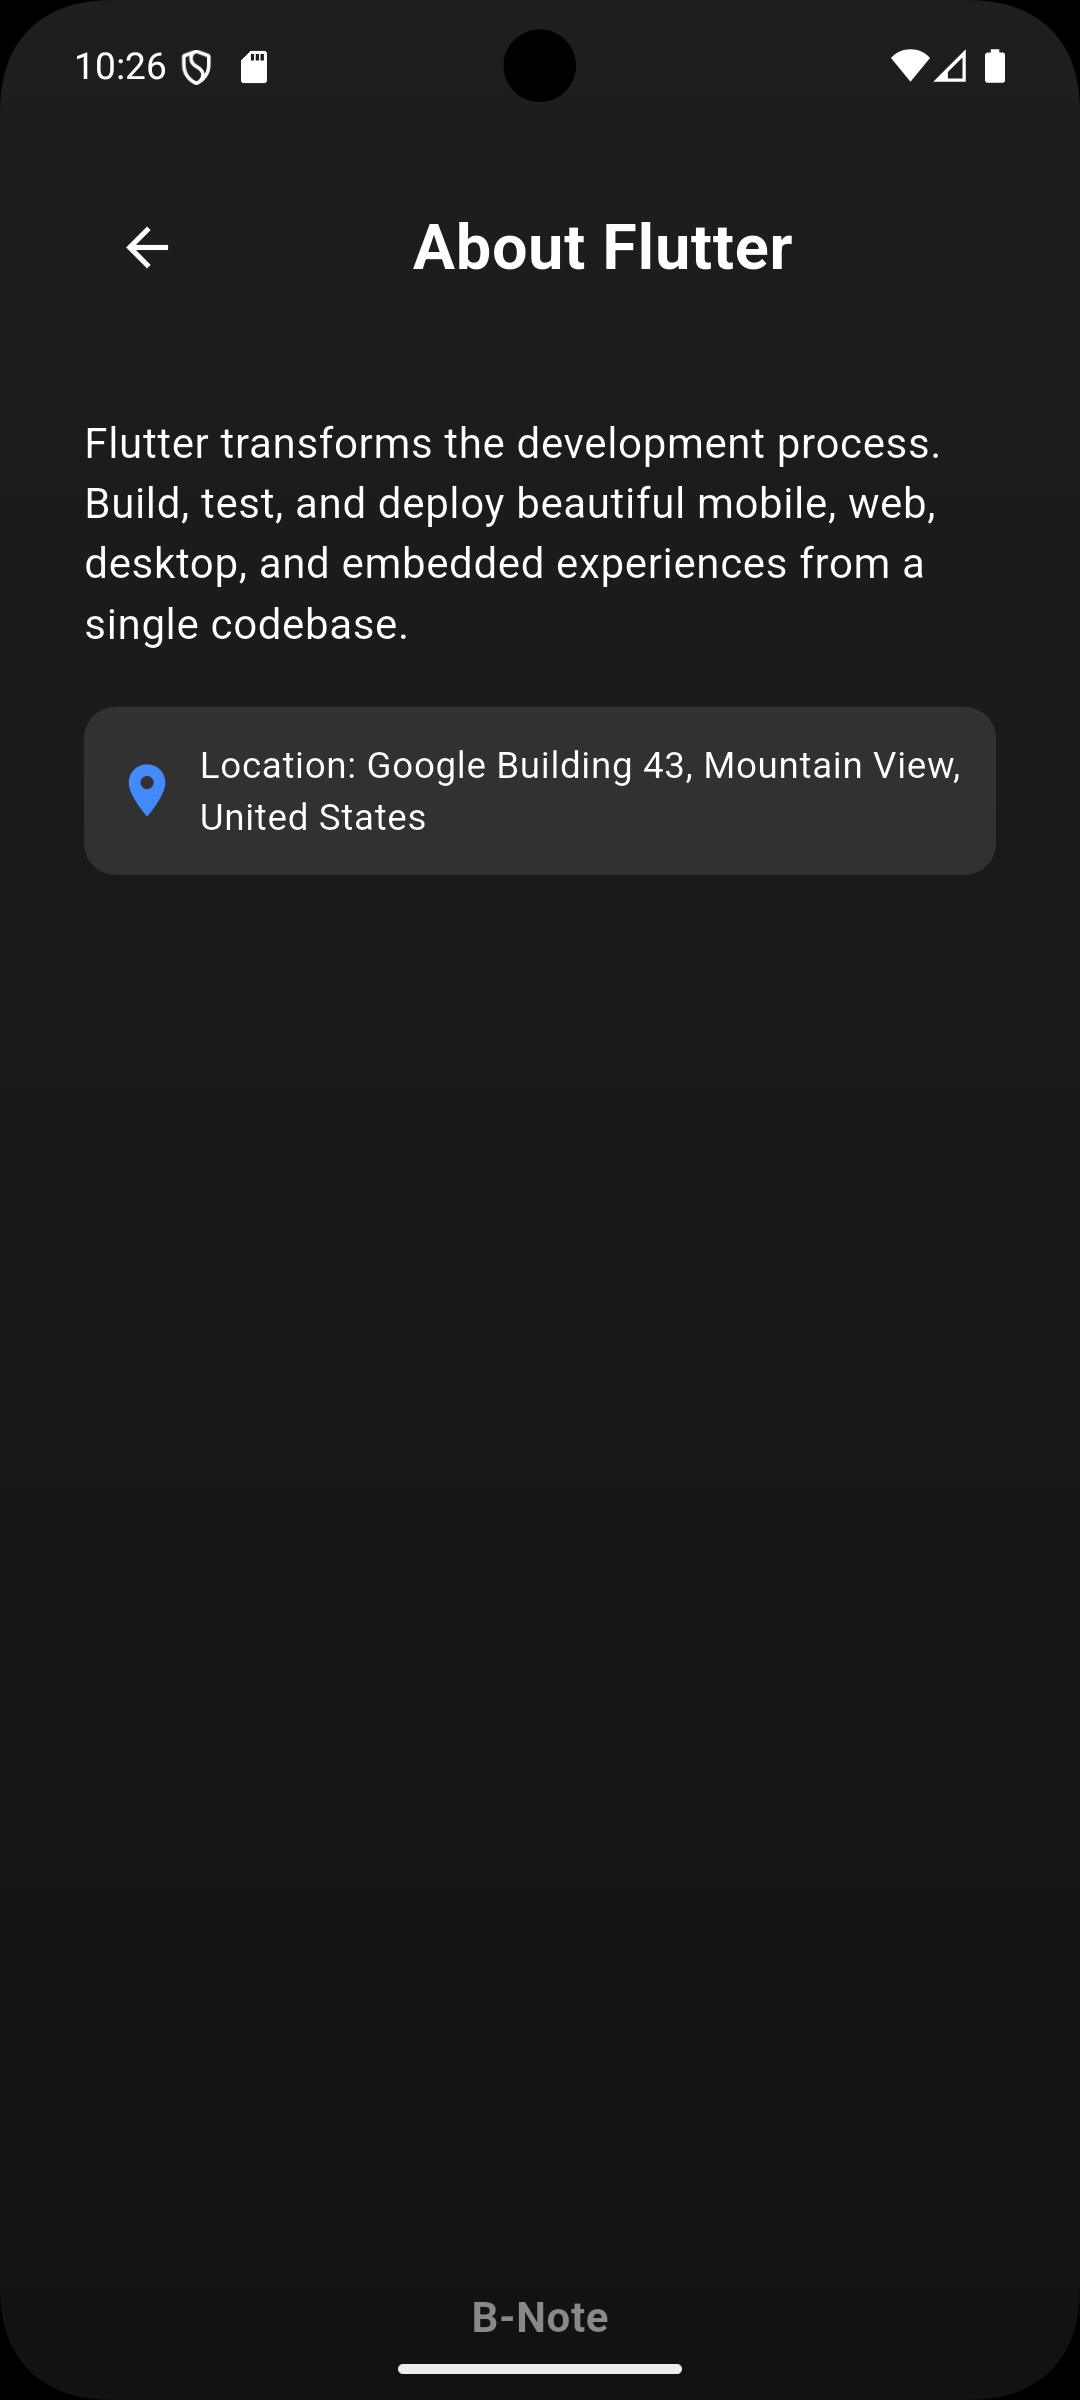 10:26
About Flutter
Flutter transforms the development process.
Build, test, and deploy beautiful mobile, web,
desktop, and embedded experiences from a
single codebase.
Location: Google Building 43, Mountain View,
United States
B-Note